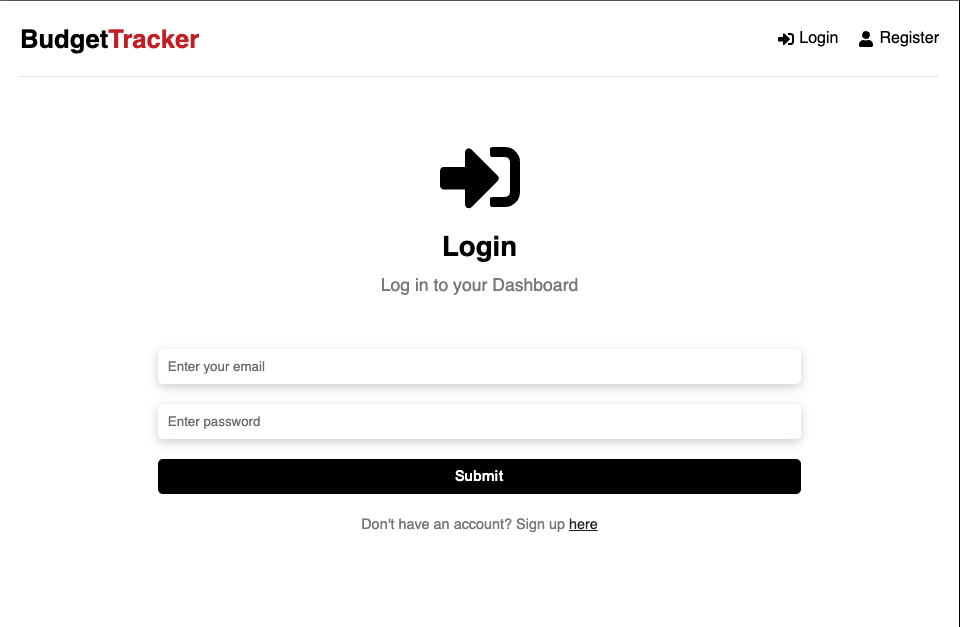 BudgetTracker
Login
Register
Login
Log in to your Dashboard
Enter your email
Enter password
Submit
Don't have an account? Sign up here